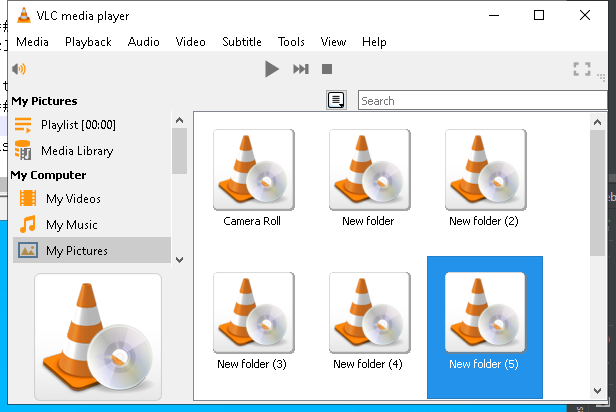 VLC media player
Media Playback Audio Video Subtitle Tools View Help
My Pictures
Search
Playlist [00:00]
Media Library
My Computer
My Videos
My Music
My Pictures
Camera Roll
New folder
New folder (2)
New folder (3)
New folder (4)
New folder (5)